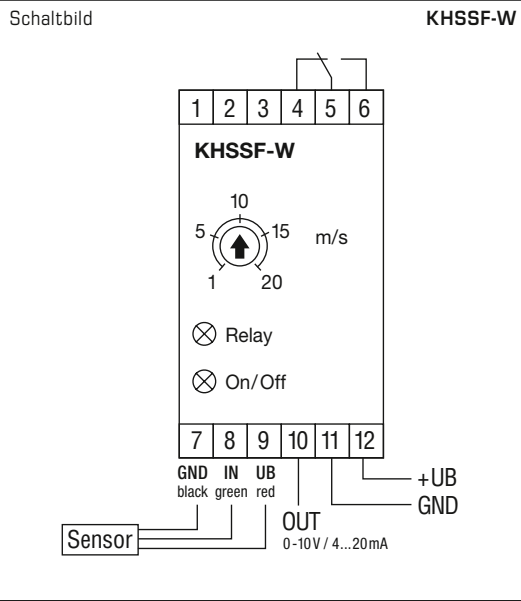 Schaltbild KHSSF-W
1 2 3 4 5 6
KHSSF-W
10
5 15 m/s
1 20
Relay
On/Off
7 8 9 10 11 12
GND IN UB
black green red
+UB
GND
OUT
0-10V / 4...20mA
Sensor